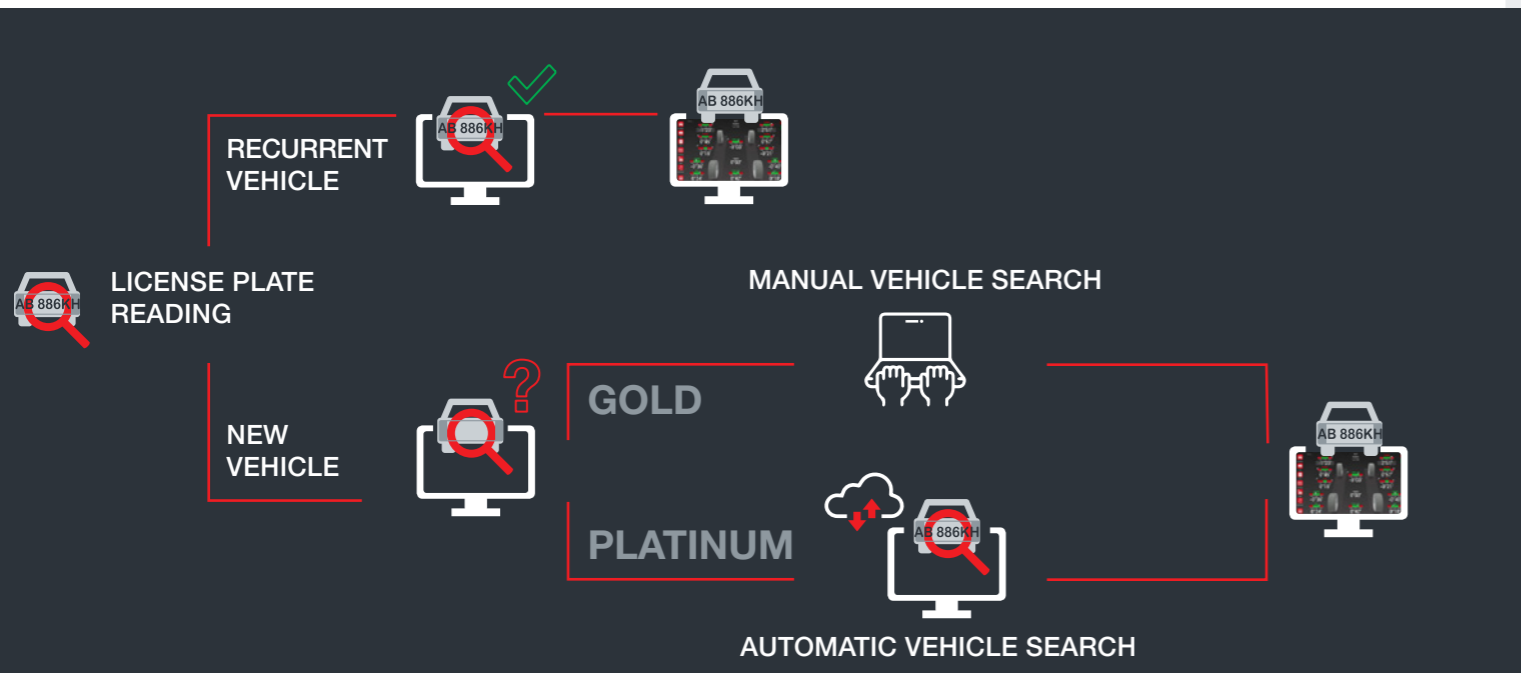 AB 886KH
AB 886KH
RECURRENT
VEHICLE
LICENSE PLATE
READING
AB 886KH
MANUAL VEHICLE SEARCH
GOLD
NEW
VEHICLE
AB 886KH
PLATINUM
AB 886KH
AUTOMATIC VEHICLE SEARCH